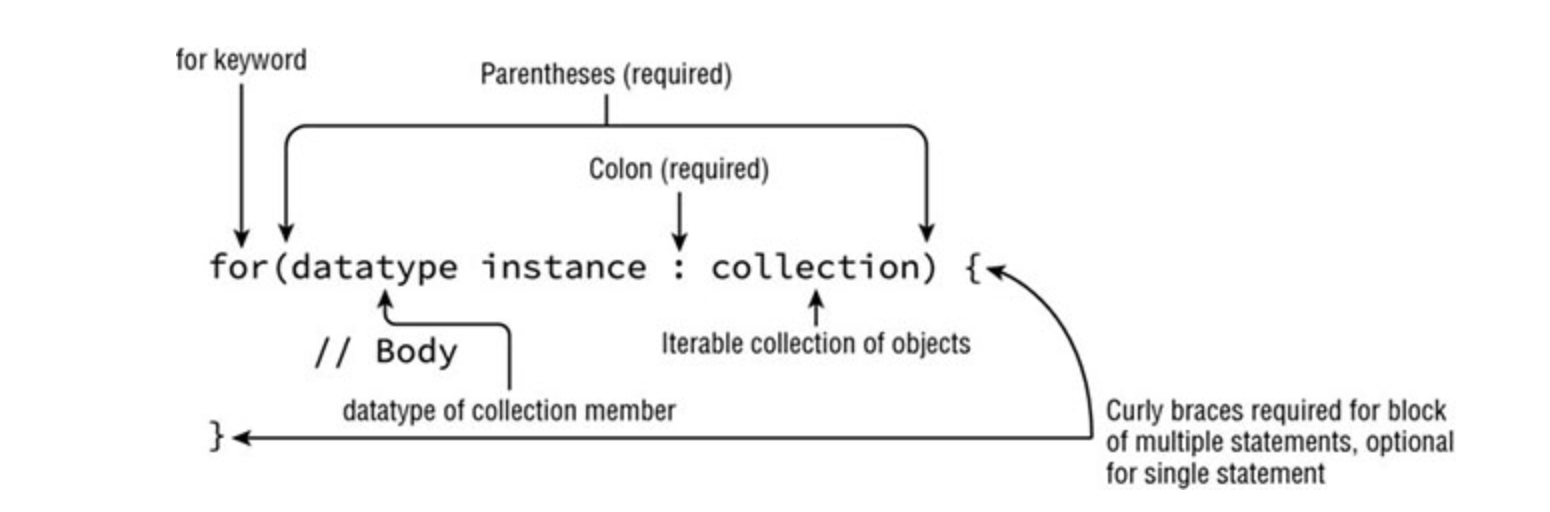 for keyword
Parentheses (required)
Colon (required)
for(datatype instance : collection) {
// Body
Iterable collection of objects
datatype of collection member
}
Curly braces required for block
of multiple statements, optional
for single statement